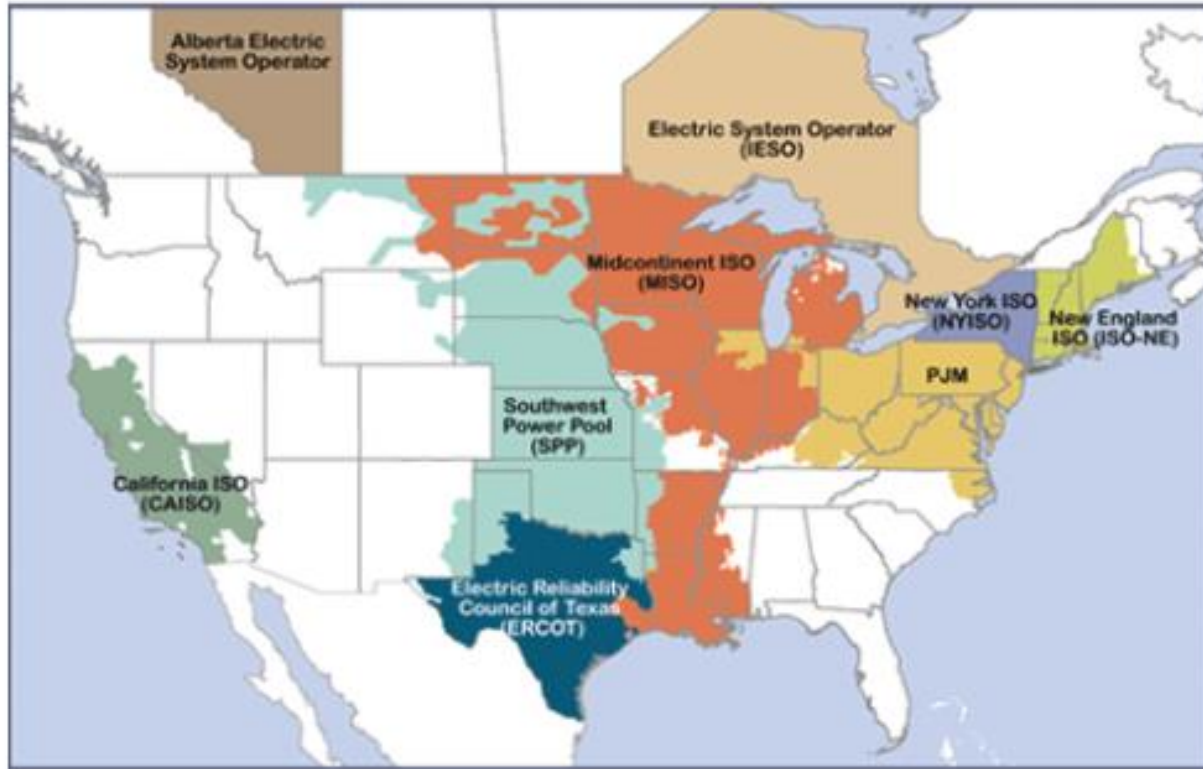 Alberta Electric
System Operator
Electric System Operator
(IESO)
Midcontinent ISO
(MISO)
New York ISO
(NYISO)
New England
ISO (ISO-NE)
PJM
Southwest
Power Pool
(SPP)
California ISO
(CAISO)
Electric Reliability
Council of Texas
(ERCOT)